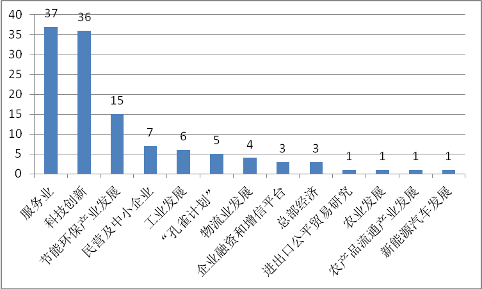 40
35
30
25
20
15
10
5
0
37
36
15
7
6
5
4
3
3
1
1
1
1
服务业
科技创新
节能环保产业发展
民营及中小企业
工业发展
“孔雀计划”
物流业发展
企业融资和增信平台
总部经济
进出口公平贸易研究
农业发展
农产品流通产业发展
新能源汽车发展